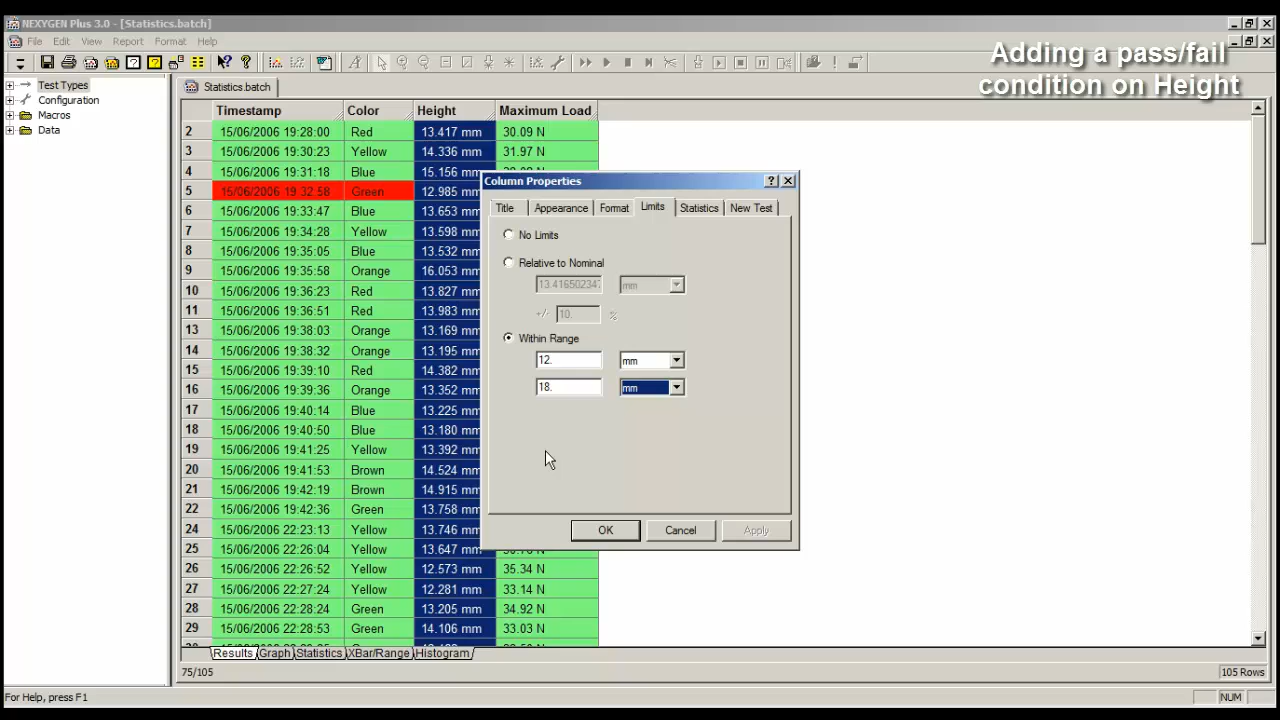 NEXYGEN Plus 3.0 - [Statistics.batch]
File Edit View Report Format Help
Adding a pass/fail
condition on Height
Test Types
Configuration
Macros
Data
Statistics.batch
Timestamp Color Height Maximum Load
2 15/06/2006 19:28:00 Red 13.417 mm 30.09 N
3 15/06/2006 19:30:23 Yellow 14.336 mm 31.97 N
4 15/06/2006 19:31:18 Blue 15.156 mm
5 15/06/2006 19:32:58 Green 12.985 mm
6 15/06/2006 19:33:47 Blue 13.653 mm
7 15/06/2006 19:34:28 Yellow 13.598 mm
8 15/06/2006 19:35:05 Blue 13.532 mm
9 15/06/2006 19:35:58 Orange 16.053 mm
10 15/06/2006 19:36:23 Red 13.827 mm
11 15/06/2006 19:36:51 Red 13.983 mm
13 15/06/2006 19:38:03 Orange 13.169 mm
14 15/06/2006 19:38:32 Orange 13.195 mm
15 15/06/2006 19:39:10 Red 14.382 mm
16 15/06/2006 19:39:36 Orange 13.352 mm
17 15/06/2006 19:40:14 Blue 13.225 mm
18 15/06/2006 19:40:50 Blue 13.180 mm
19 15/06/2006 19:41:25 Yellow 13.392 mm
20 15/06/2006 19:41:53 Brown 14.524 mm
21 15/06/2006 19:42:19 Brown 14.915 mm
22 15/06/2006 19:42:36 Green 13.758 mm
24 15/06/2006 22:23:13 Yellow 13.746 mm
25 15/06/2006 22:26:04 Yellow 13.647 mm
26 15/06/2006 22:26:52 Yellow 12.573 mm 35.34 N
27 15/06/2006 22:27:24 Yellow 12.281 mm 33.14 N
28 15/06/2006 22:28:24 Green 13.205 mm 34.92 N
29 15/06/2006 22:28:53 Green 14.106 mm 33.03 N
Column Properties
Title Appearance Format Limits Statistics New Test
No Limits
Relative to Nominal
13.416502347 mm
+/- 10. %
Within Range
12. mm
18. mm
OK Cancel Apply
Results Graph Statistics XBar/Range Histogram
75/105 105 Rows
For Help, press F1 NUM